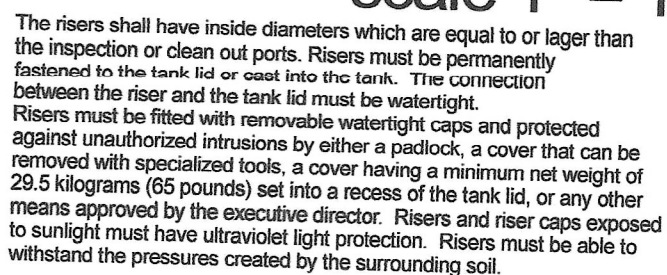 The risers shall have inside diameters which are equal to or lager than
the inspection or clean out ports. Risers must be permanently
fastened to the tank lid or cast into the tank. The connection
between the riser and the tank lid must be watertight.
Risers must be fitted with removable watertight caps and protected
against unauthorized intrusions by either a padlock, a cover that can be
removed with specialized tools, a cover having a minimum net weight of
29.5 kilograms (65 pounds) set into a recess of the tank lid, or any other
means approved by the executive director. Risers and riser caps exposed
to sunlight must have ultraviolet light protection. Risers must be able to
withstand the pressures created by the surrounding soil.